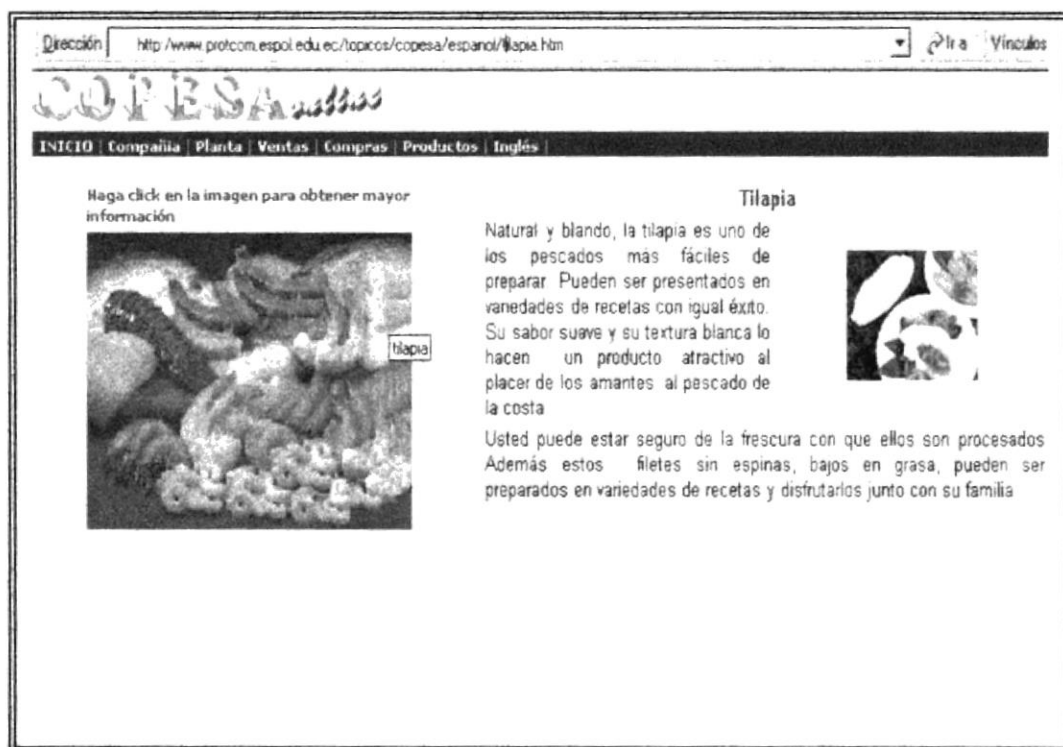 Dirección http://www.protcom.espol.edu.ec/topicos/copesa/espanol/tilapia.htm Ir a Vínculos
COPESA
INICIO | Compañia | Planta | Ventas | Compras | Productos | Inglés |
Haga click en la imagen para obtener mayor
información
tilapia
Tilapia
Natural y blando, la tilapia es uno de
los pescados más fáciles de
preparar. Pueden ser presentados en
variedades de recetas con igual éxito.
Su sabor suave y su textura blanca lo
hacen un producto atractivo al
placer de los amantes al pescado de
la costa
Usted puede estar seguro de la frescura con que ellos son procesados
Además estos filetes sin espinas, bajos en grasa, pueden ser
preparados en variedades de recetas y disfrutarlos junto con su familia